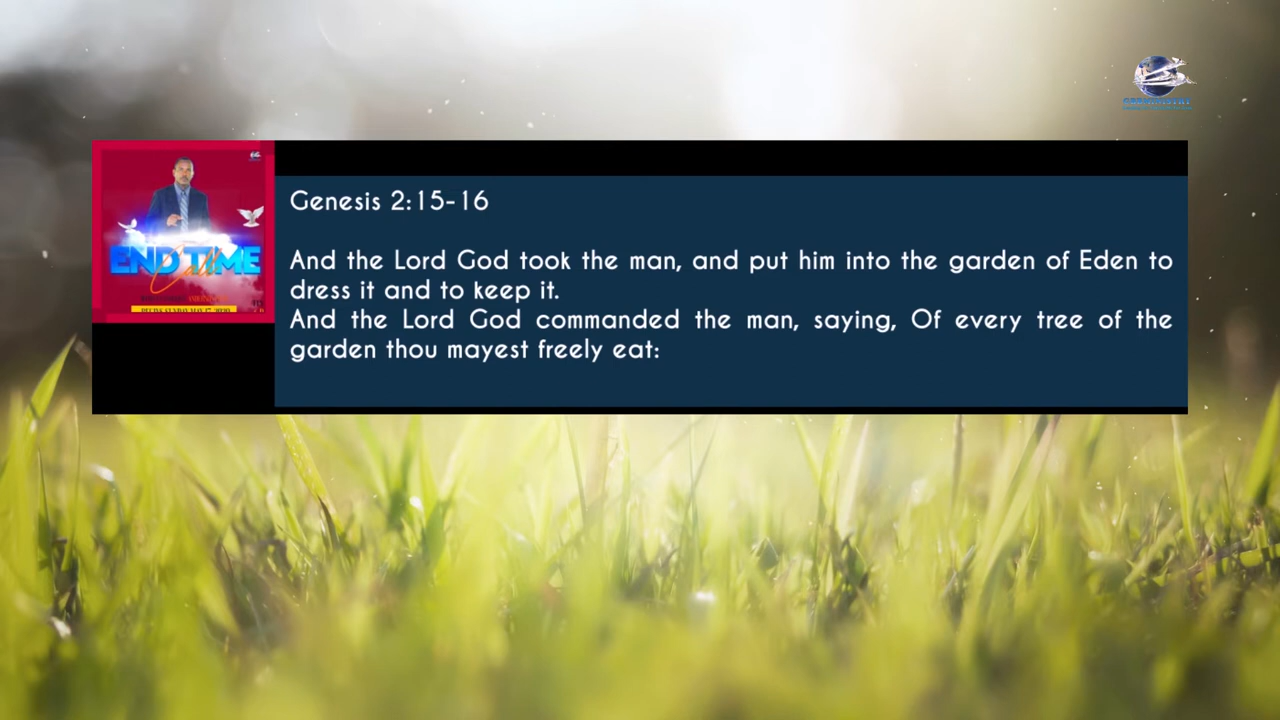 Genesis 2:15-16
And the Lord God took the man, and put him into the garden of Eden to
dress it and to keep it.
And the Lord God commanded the man, saying, Of every tree of the
garden thou mayest freely eat:
END TIME
Call